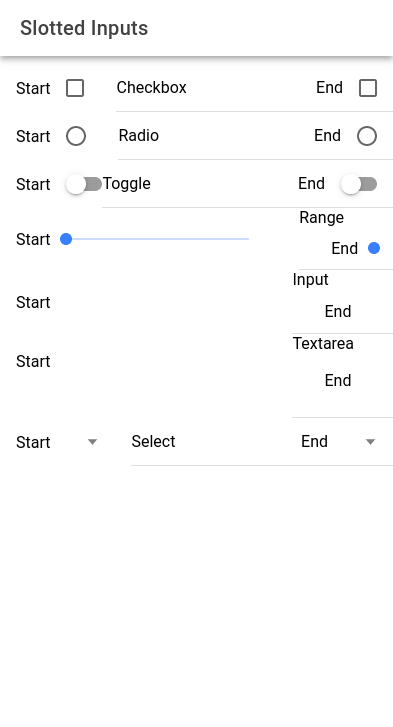 Slotted Inputs
Start Checkbox End
Start Radio End
Start Toggle End
Range
Start End
Input
Start End
Textarea
Start End
Start Select End